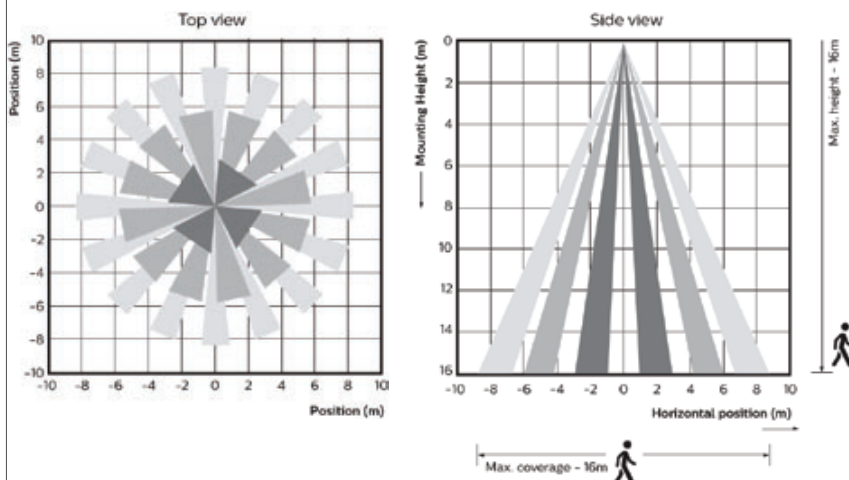 Top view
Position (m)
10
8
6
4
2
0
-2
-4
-6
-8
-10
-10 -8 -6 -4 -2 0 2 4 6 8 10
Position (m)
Side view
Mounting Height (m)
0
2
4
6
8
10
12
14
16
-10 -8 -6 -4 -2 0 2 4 6 8 10
Horizontal position (m)
Max. height - 16m
Max. coverage - 16m